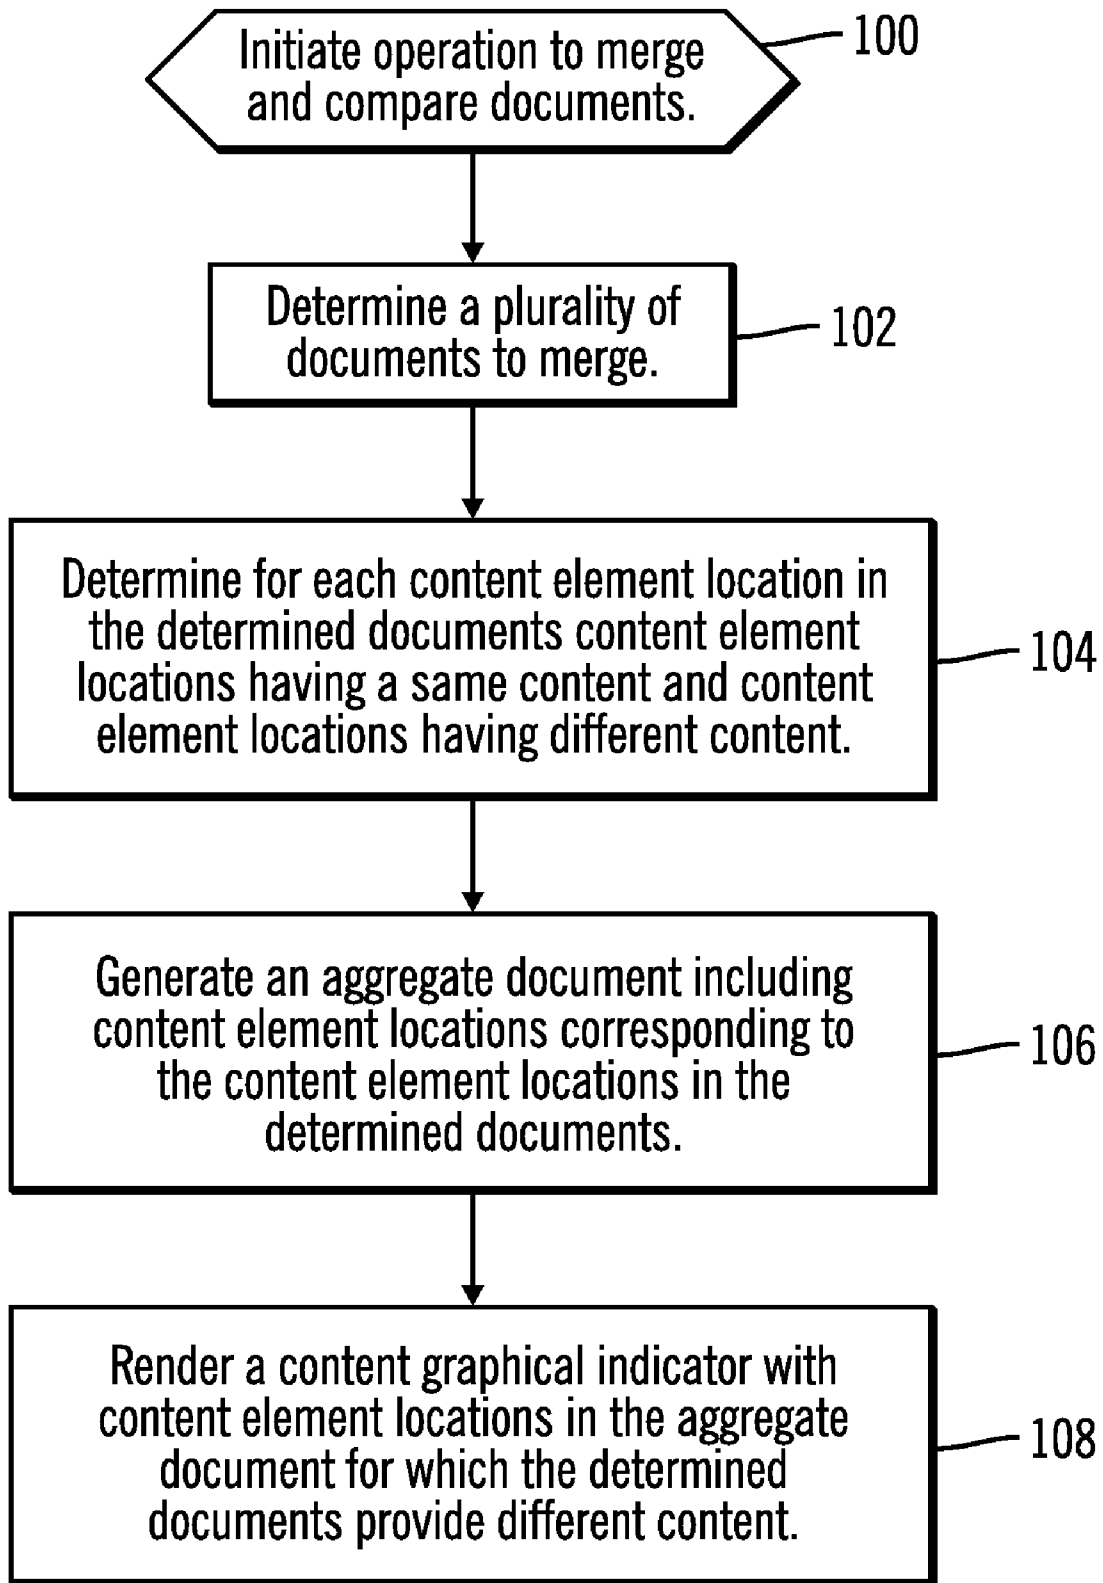 Initiate operation to merge
and compare documents.
100
Determine a plurality of
documents to merge.
102
Determine for each content element location in
the determined documents content element
locations having a same content and content
element locations having different content.
104
Generate an aggregate document including
content element locations corresponding to
the content element locations in the
determined documents.
106
Render a content graphical indicator with
content element locations in the aggregate
document for which the determined
documents provide different content.
108